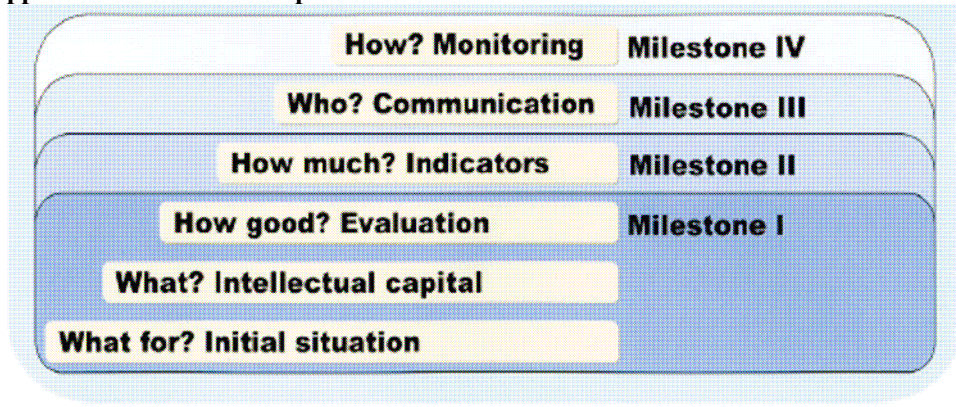 How? Monitoring Milestone IV
Who? Communication Milestone III
How much? Indicators Milestone II
How good? Evaluation Milestone I
What? Intellectual capital
What for? Initial situation